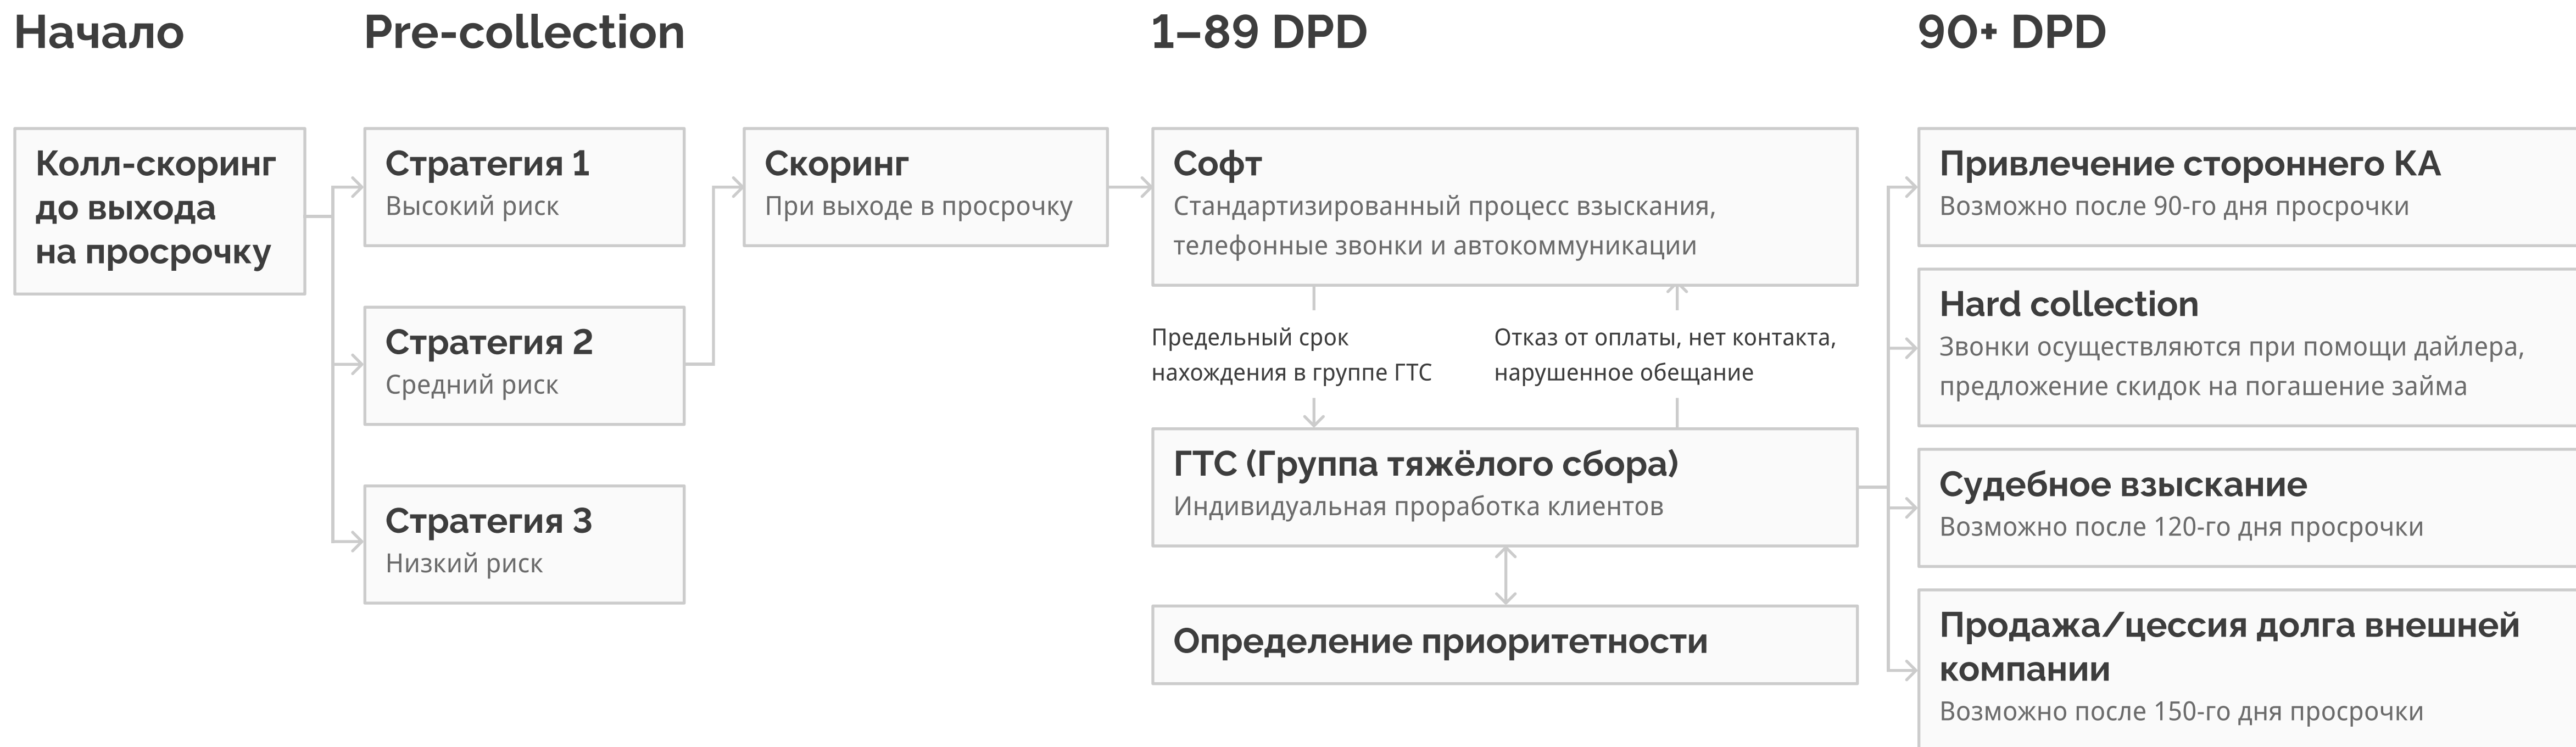 Начало
Pre-collection
1–89 DPD
90+ DPD
Колл-скоринг
до выхода
на просрочку
Стратегия 1
Высокий риск
Стратегия 2
Средний риск
Стратегия 3
Низкий риск
Скоринг
При выходе в просрочку
Софт
Стандартизированный процесс взыскания,
телефонные звонки и автокоммуникации
Предельный срок
нахождения в группе ГТС
Отказ от оплаты, нет контакта,
нарушенное обещание
ГТС (Группа тяжёлого сбора)
Индивидуальная проработка клиентов
Определение приоритетности
Привлечение стороннего КА
Возможно после 90-го дня просрочки
Hard collection
Звонки осуществляются при помощи дайлера,
предложение скидок на погашение займа
Судебное взыскание
Возможно после 120-го дня просрочки
Продажа/цессия долга внешней
компании
Возможно после 150-го дня просрочки